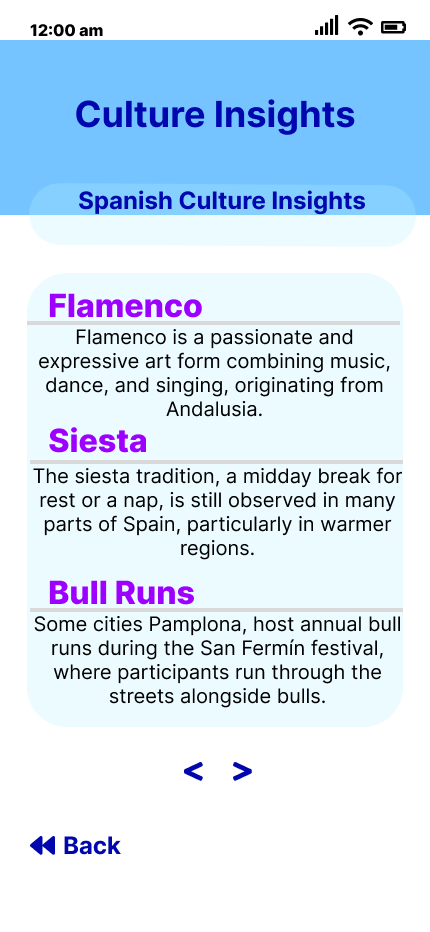 12:00 am
Culture Insights
Spanish Culture Insights
Flamenco
Flamenco is a passionate and
expressive art form combining music,
dance, and singing, originating from
Andalusia.
Siesta
The siesta tradition, a midday break for
rest or a nap, is still observed in many
parts of Spain, particularly in warmer
regions.
Bull Runs
Some cities Pamplona, host annual bull
runs during the San Fermín festival,
where participants run through the
streets alongside bulls.
< >
Back